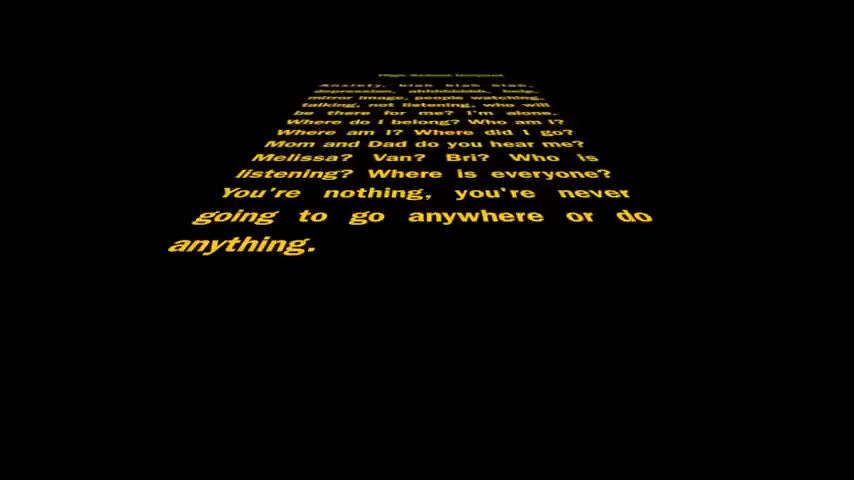 Anxiety, blah blah blah,
depression, ahhhhhhhh, help,
mirror image, people watching,
talking, not listening, who will
be there for me? I'm alone.
Where do I belong? Who am I?
Where am I? Where did I go?
Mom and Dad do you hear me?
Melissa? Van? Bri? Who is
listening? Where is everyone?
You're nothing, you're never
going to go anywhere or do
anything.